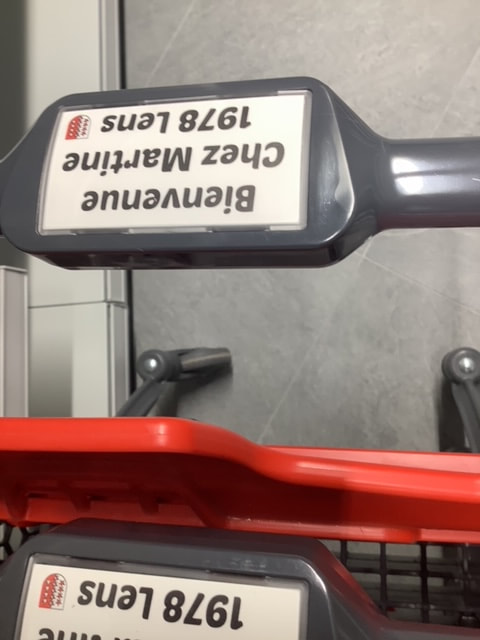 Bienvenue
Chez Martine
1978 Lens
1978 Lens